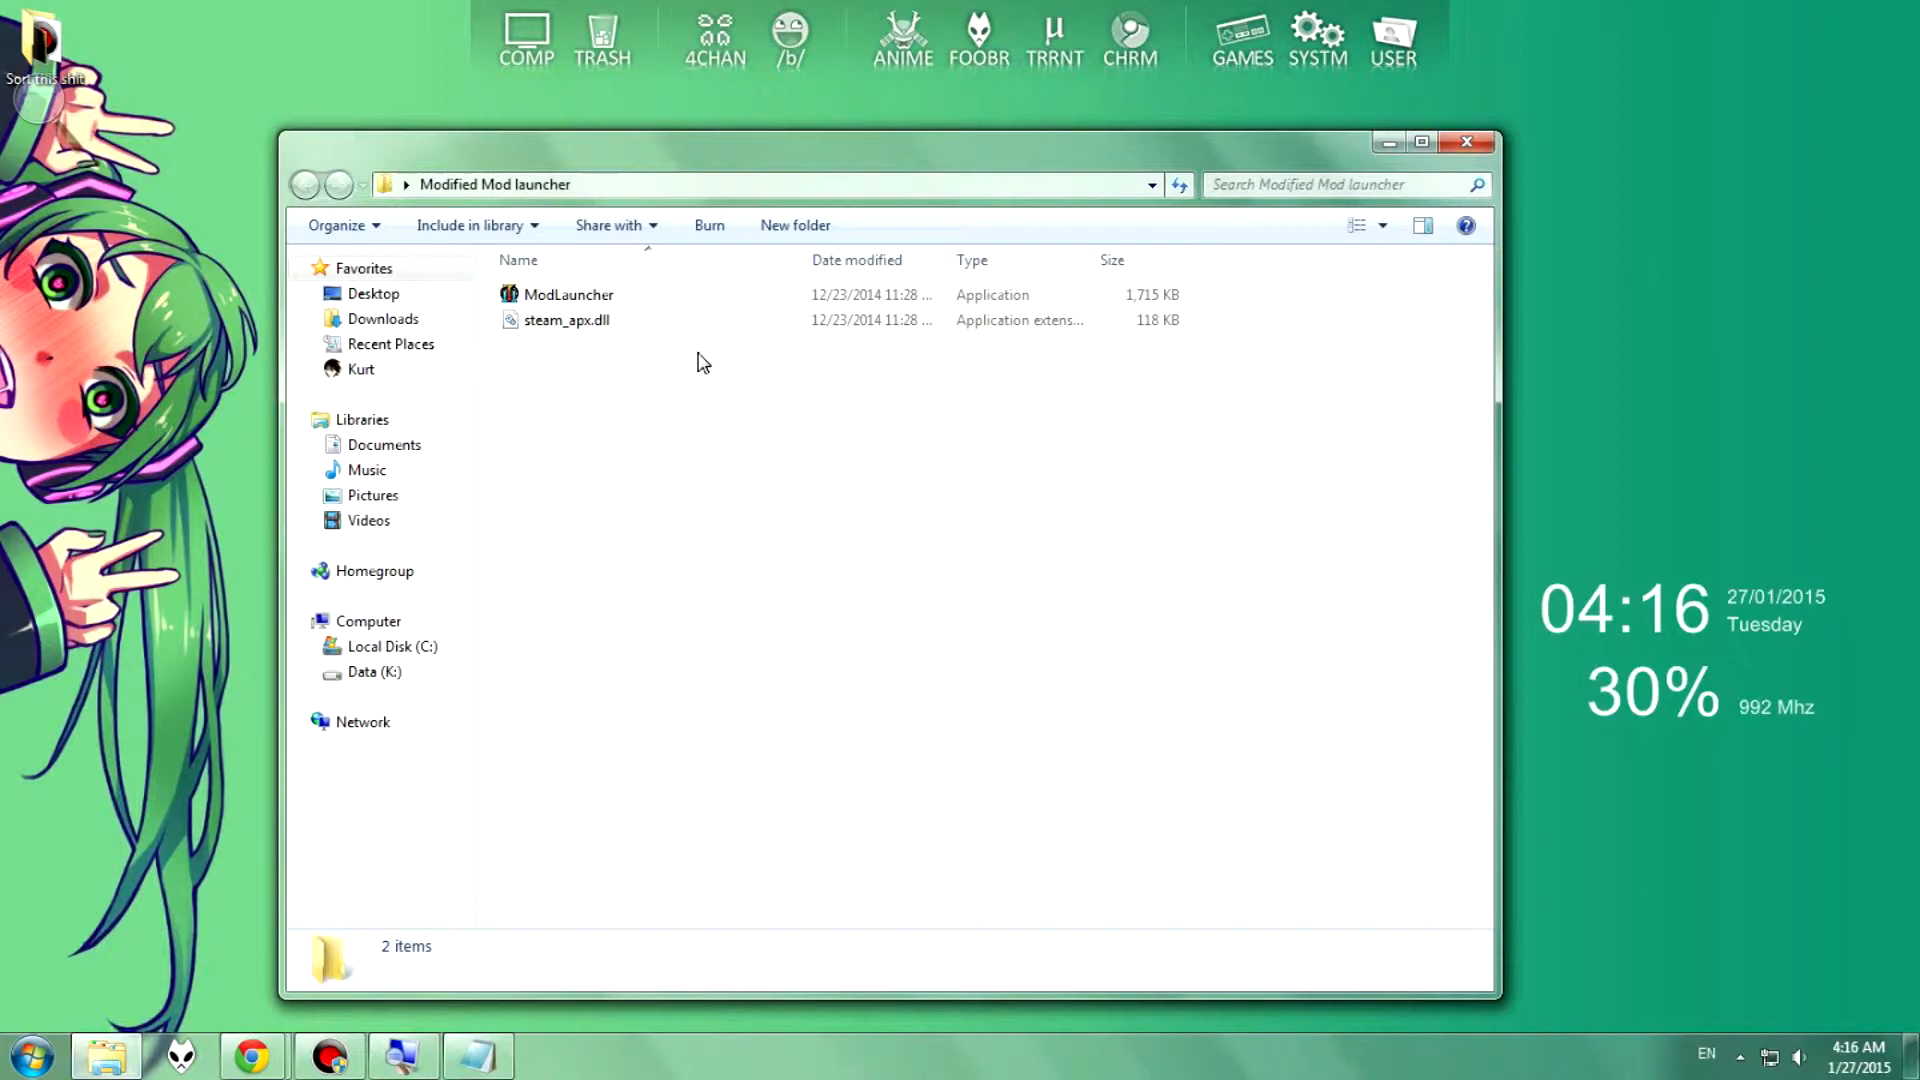 COMP TRASH 4CHAN /b/ ANIME FOOBR TRRNT CHRM GAMES SYSTM USER
Sort this shit
Modified Mod launcher
Search Modified Mod launcher
Organize Include in library Share with Burn New folder
Name Date modified Type Size
ModLauncher 12/23/2014 11:28 ... Application 1,715 KB
steam_apx.dll 12/23/2014 11:28 ... Application extens... 118 KB
Favorites
Desktop
Downloads
Recent Places
Kurt
Libraries
Documents
Music
Pictures
Videos
Homegroup
Computer
Local Disk (C:)
Data (K:)
Network
2 items
04:16 27/01/2015
Tuesday
30% 992 Mhz
EN
4:16 AM
1/27/2015